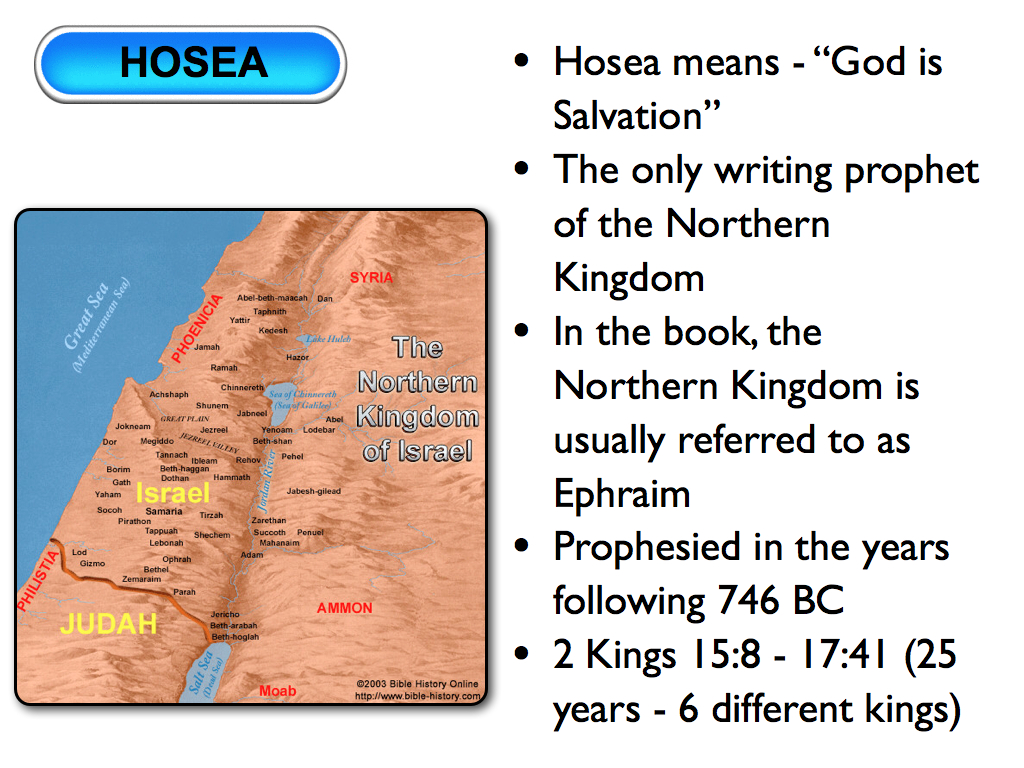 HOSEA
• Hosea means - “God is
Salvation”
• The only writing prophet
of the Northern
Kingdom
• In the book, the
Northern Kingdom is
usually referred to as
Ephraim
• Prophesied in the years
following 746 BC
• 2 Kings 15:8 - 17:41 (25
years - 6 different kings)
Great Sea
(Mediterranean Sea)
PHOENICIA
SYRIA
Abel-beth-maacah
Dan
Taphnith
Yattir
Kedesh
Lake Huleh
Jamah
Hazor
The
Northern
Kingdom
of Israel
Ramah
Chinnereth
Achshaph
Sea of Chinnereth
(Sea of Galilee)
Shunem
Jabneel
GREAT PLAIN
Abel
Jokneam
Jezreel
Yenoam
Lodebar
Dor
Megiddo
JEZREEL VALLEY
Beth-shan
Tannach
Ibleam
Rehov
Pehel
Borim
Beth-haggan
Gath
Dothan
Hammath
Jordan River
Yaham
Israel
Jabesh-gilead
Socoh
Samaria
Tirzah
Pirathon
Zarethan
Tappuah
Shechem
Succoth
Penuel
Lebonah
Mahanaim
Adam
Lod
Ophrah
Gizmo
Bethel
Zemaraim
PHILISTIA
Parah
AMMON
JUDAH
Jericho
Beth-arabah
Beth-hoglah
Salt Sea
(Dead Sea)
Moab
©2003 Bible History Online
http://www.bible-history.com